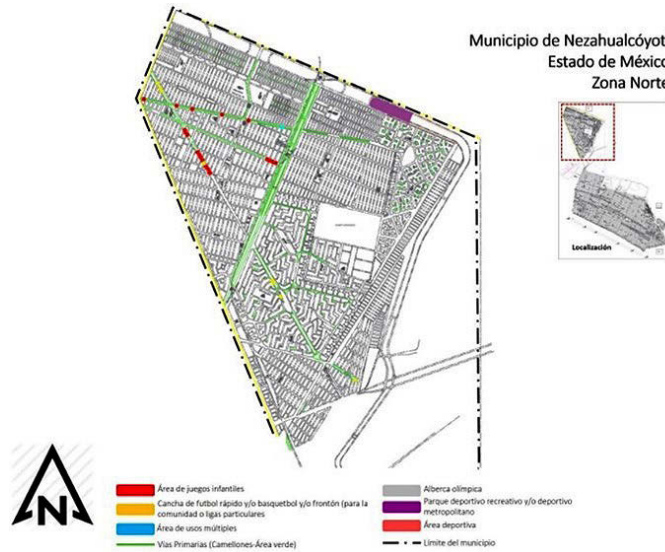 Municipio de Nezahualcóyot
Estado de México
Zona Norte
Localización
N
Área de juegos infantiles
Cancha de futbol rápido y/o basquetbol y/o frontón (para la
comunidad o ligas particulares
Área de usos múltiples
Vías Primarias (Camellones-Área verde)
Alberca olímpica
Parque deportivo recreativo y/o deportivo
metropolitano
Área deportiva
Límite del municipio